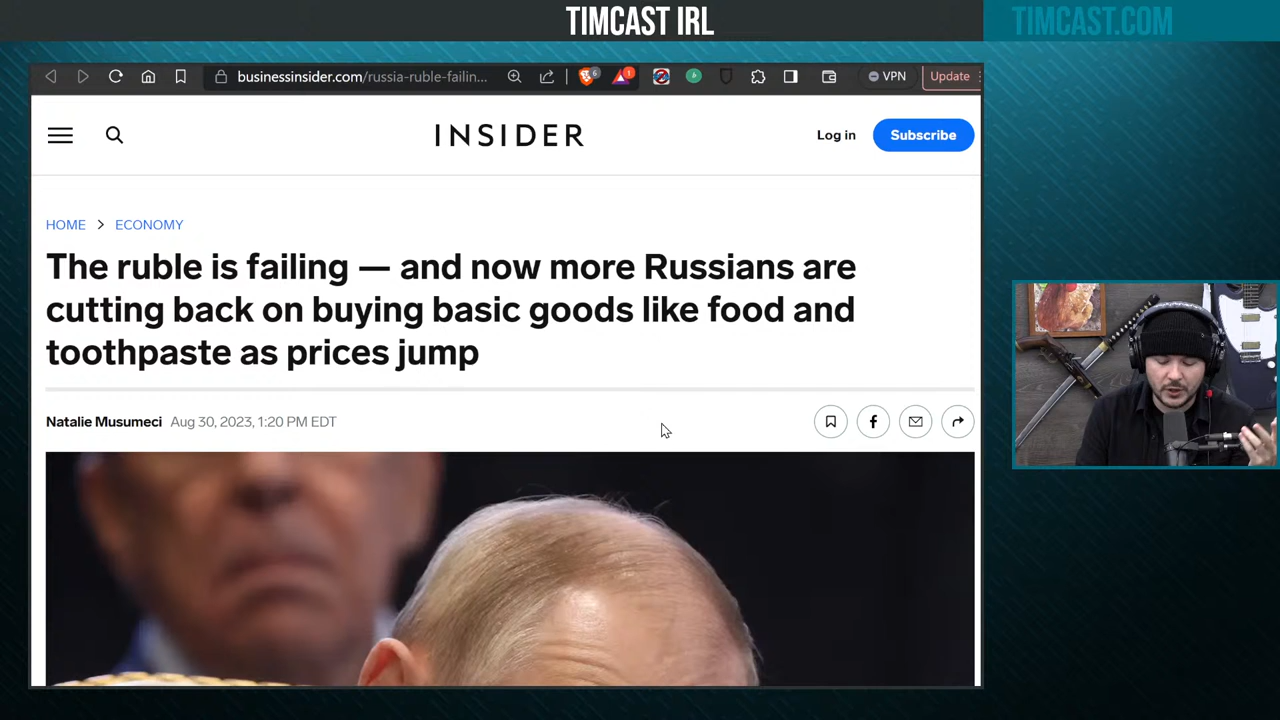 TIMCAST IRL
TIMCAST.COM
businessinsider.com/russia-ruble-failin...
6
1
VPN
Update
INSIDER
Log in
Subscribe
HOME > ECONOMY
The ruble is failing — and now more Russians are
cutting back on buying basic goods like food and
toothpaste as prices jump
Natalie Musumeci Aug 30, 2023, 1:20 PM EDT